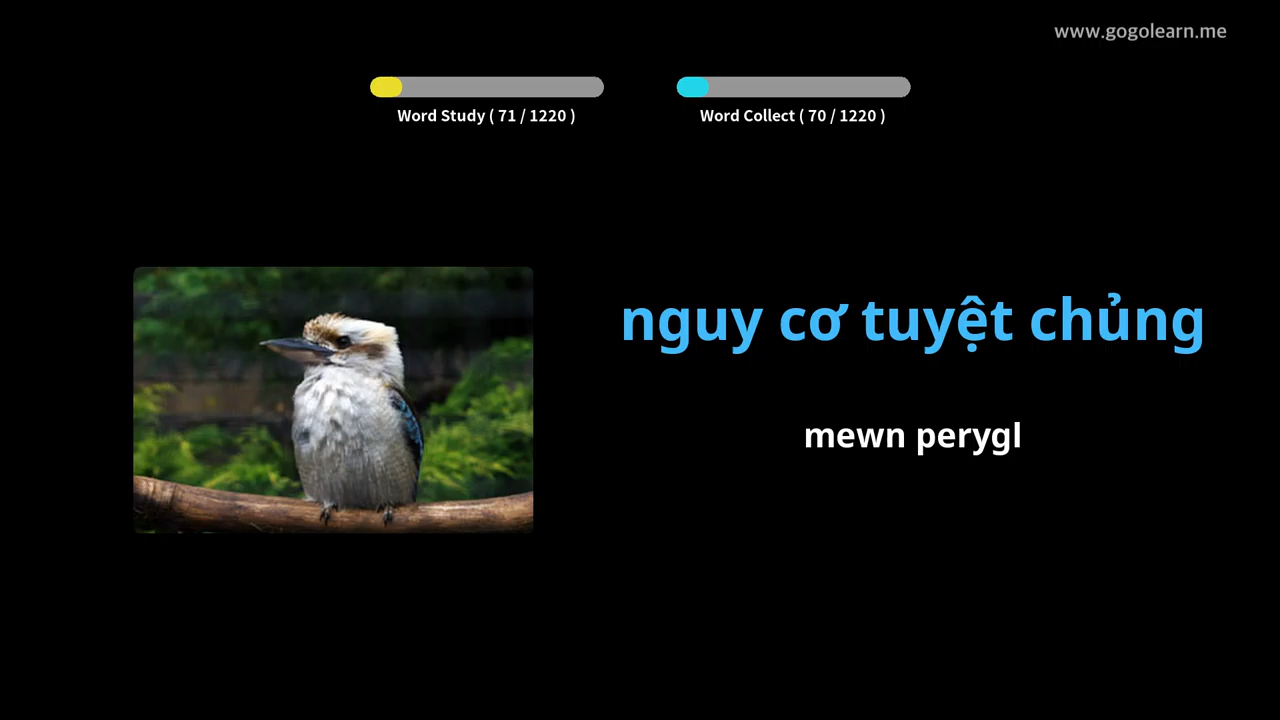 www.gogolearn.me
Word Study ( 71 / 1220 )
Word Collect ( 70 / 1220 )
nguy cơ tuyệt chủng
mewn perygl